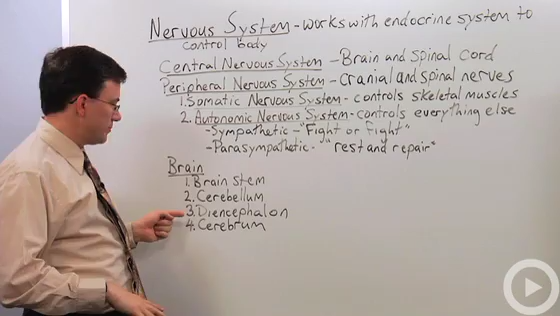 Nervous System - works with endocrine system to
control body
Central Nervous System - Brain and spinal cord
Peripheral Nervous System - Cranial and spinal nerves
1. Somatic Nervous System - controls skeletal muscles
2. Autonomic Nervous System - controls everything else
- Sympathetic - "Fight or Fight"
- Parasympathetic - "rest and repair"
Brain
1. Brain stem
2. Cerebellum
3. Diencephalon
4. Cerebrum